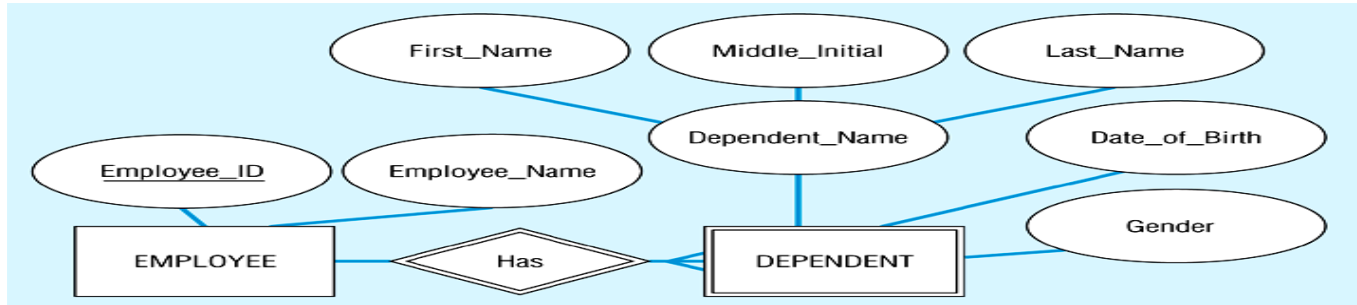 First_Name
Middle_Initial
Last_Name
Dependent_Name
Date_of_Birth
Employee_ID
Employee_Name
Gender
EMPLOYEE
Has
DEPENDENT